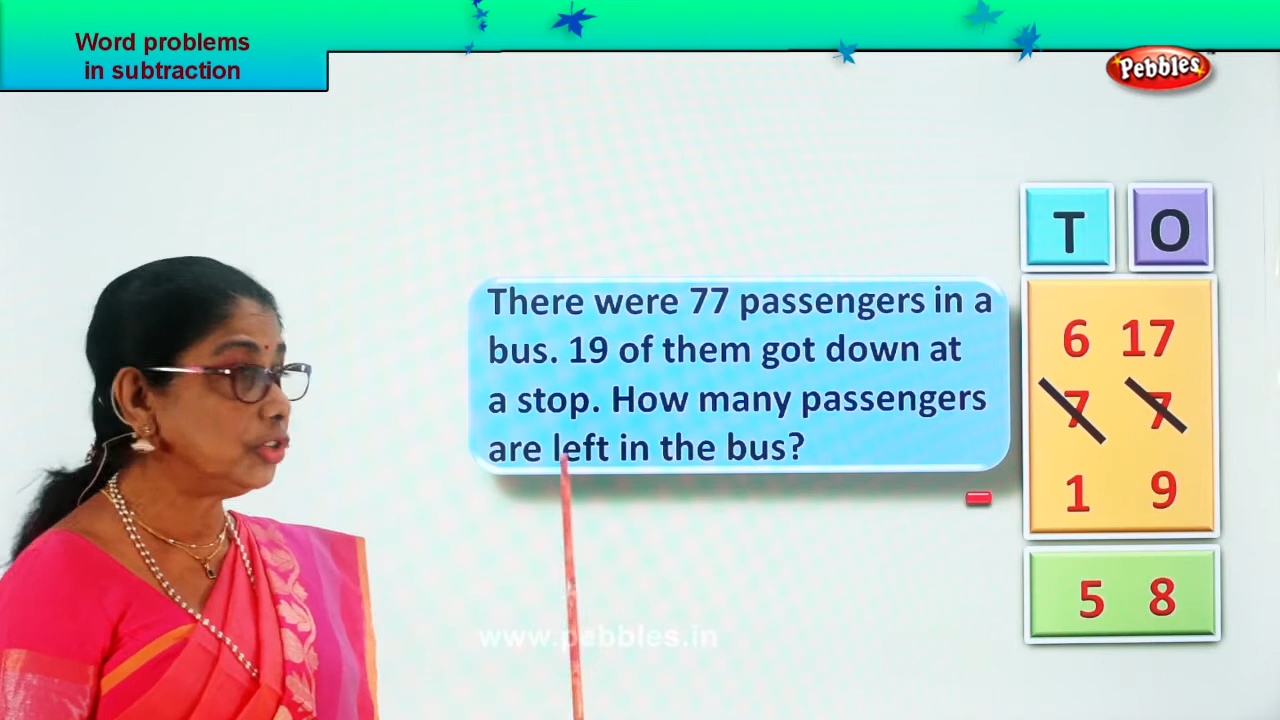 Word problems
in subtraction
Pebbles
T O
There were 77 passengers in a
bus. 19 of them got down at
a stop. How many passengers
are left in the bus?
6 17
7 7
- 1 9
5 8
www.pebbles.in